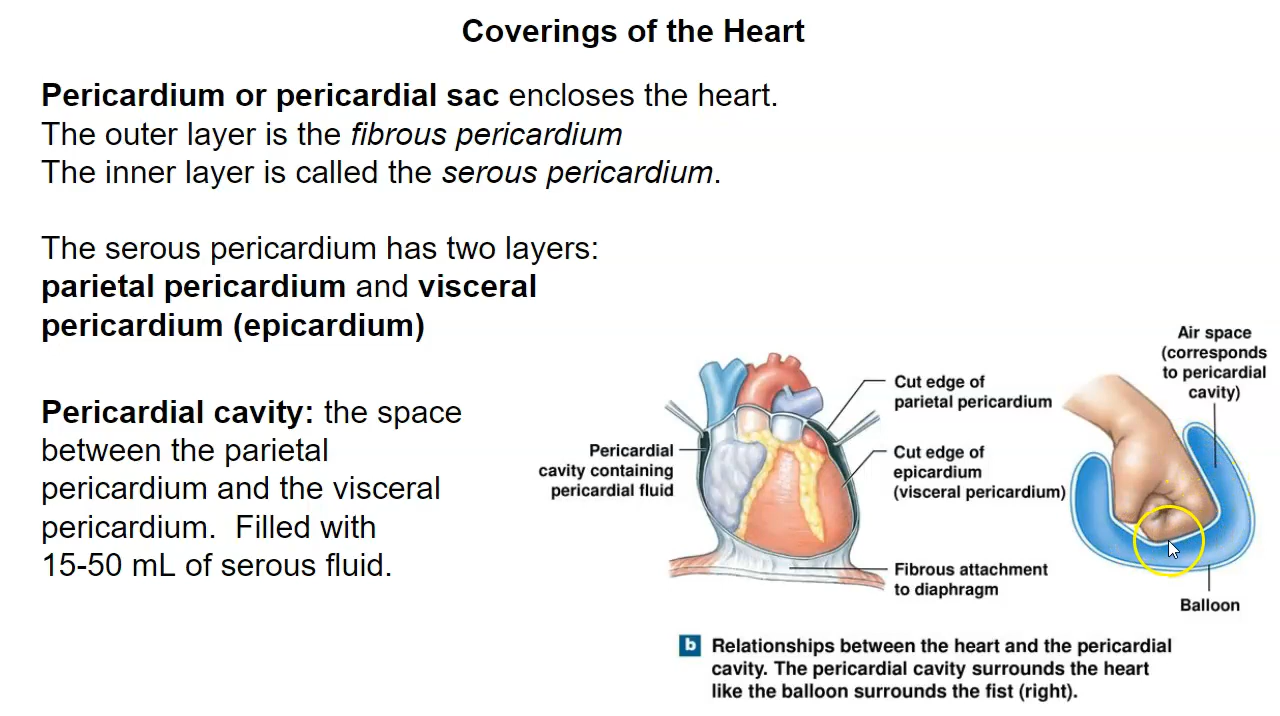 Coverings of the Heart
Pericardium or pericardial sac encloses the heart.
The outer layer is the fibrous pericardium
The inner layer is called the serous pericardium.
The serous pericardium has two layers:
parietal pericardium and visceral
pericardium (epicardium)
Pericardial cavity: the space
between the parietal
pericardium and the visceral
pericardium. Filled with
15-50 mL of serous fluid.
Pericardial
cavity containing
pericardial fluid
Cut edge of
parietal pericardium
Cut edge of
epicardium
(visceral pericardium)
Fibrous attachment
to diaphragm
Air space
(corresponds
to pericardial
cavity)
Balloon
b Relationships between the heart and the pericardial
cavity. The pericardial cavity surrounds the heart
like the balloon surrounds the fist (right).